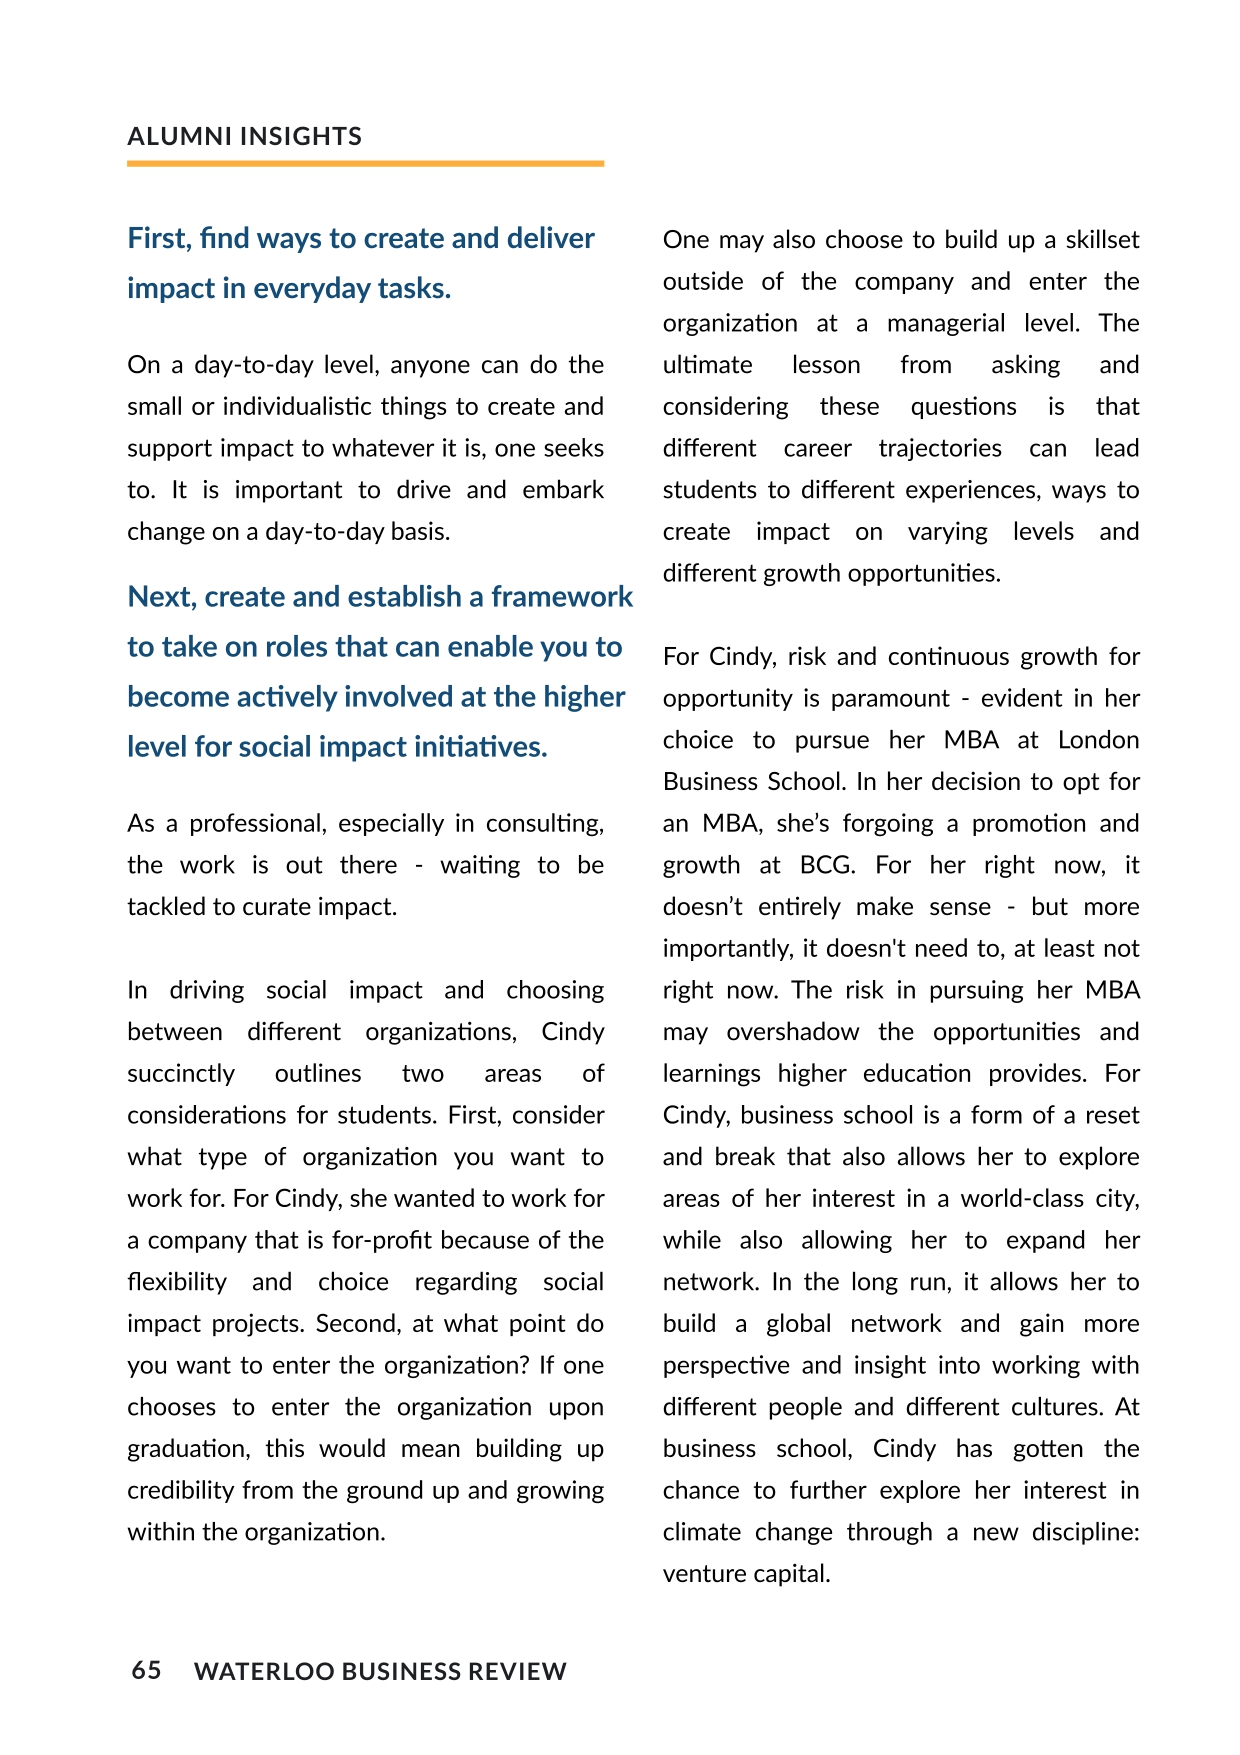 ALUMNI INSIGHTS
First, find ways to create and deliver
impact in everyday tasks.
On a day-to-day level, anyone can do the
small or individualistic things to create and
support impact to whatever it is, one seeks
to. It is important to drive and embark
change on a day-to-day basis.
Next, create and establish a framework
to take on roles that can enable you to
become actively involved at the higher
level for social impact initiatives.
As a professional, especially in consulting,
the work is out there - waiting to be
tackled to curate impact.
In driving social impact and choosing
between different organizations, Cindy
succinctly outlines two areas of
considerations for students. First, consider
what type of organization you want to
work for. For Cindy, she wanted to work for
a company that is for-profit because of the
flexibility and choice regarding social
impact projects. Second, at what point do
you want to enter the organization? If one
chooses to enter the organization upon
graduation, this would mean building up
credibility from the ground up and growing
within the organization.
One may also choose to build up a skillset
outside of the company and enter the
organization at a managerial level. The
ultimate lesson from asking and
considering these questions is that
different career trajectories can lead
students to different experiences, ways to
create impact on varying levels and
different growth opportunities.
For Cindy, risk and continuous growth for
opportunity is paramount - evident in her
choice to pursue her MBA at London
Business School. In her decision to opt for
an MBA, she’s forgoing a promotion and
growth at BCG. For her right now, it
doesn’t entirely make sense - but more
importantly, it doesn't need to, at least not
right now. The risk in pursuing her MBA
may overshadow the opportunities and
learnings higher education provides. For
Cindy, business school is a form of a reset
and break that also allows her to explore
areas of her interest in a world-class city,
while also allowing her to expand her
network. In the long run, it allows her to
build a global network and gain more
perspective and insight into working with
different people and different cultures. At
business school, Cindy has gotten the
chance to further explore her interest in
climate change through a new discipline:
venture capital.
65 WATERLOO BUSINESS REVIEW